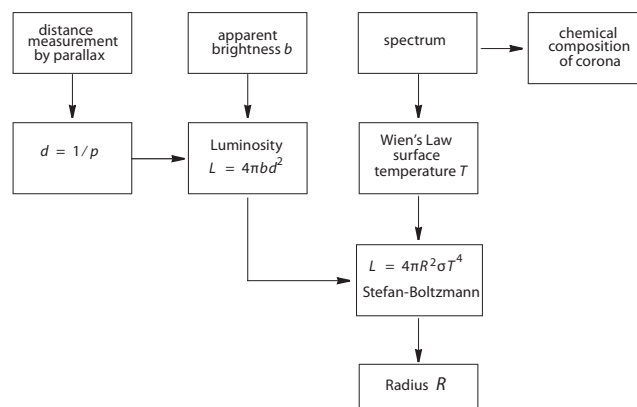 distance
measurement
by parallax
apparent
brightness b
spectrum
chemical
composition
of corona
d = 1/p
Luminosity
L = 4πbd²
Wien's Law
surface
temperature T
L = 4πR²σT⁴
Stefan-Boltzmann
Radius R